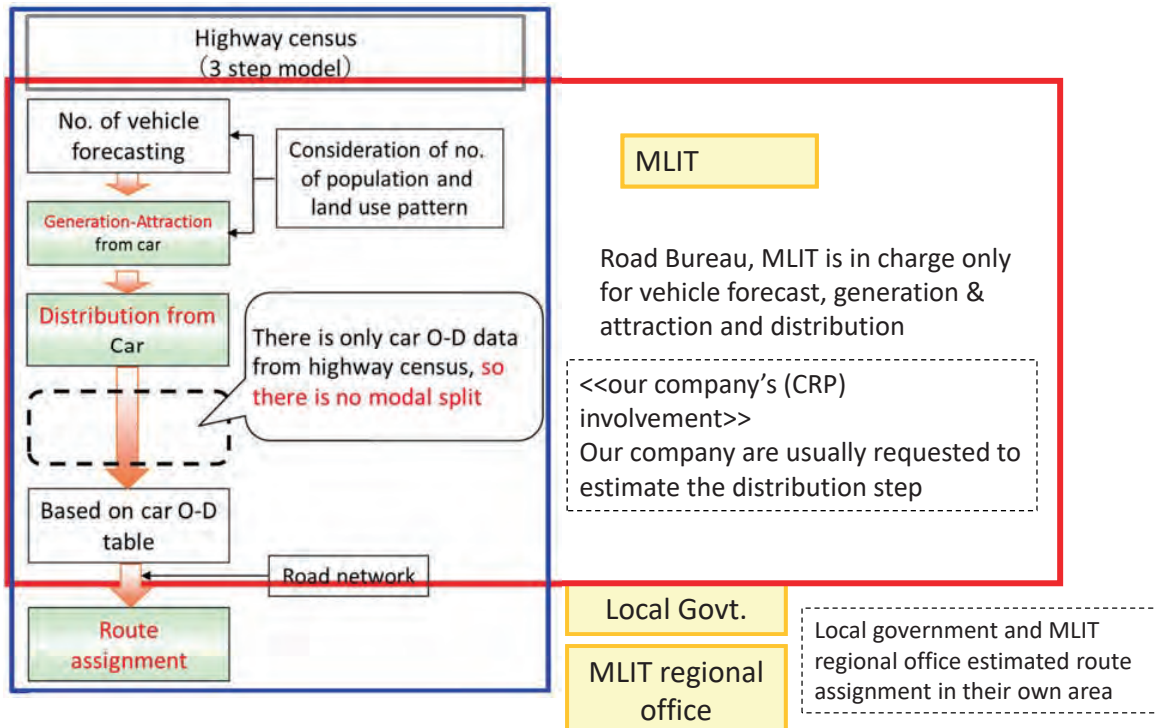 Highway census
（3 step model）
No. of vehicle
forecasting
Consideration of no.
of population and
land use pattern
Generation-Attraction
from car
Distribution from
Car
There is only car O-D data
from highway census, so
there is no modal split
Based on car O-D
table
Road network
Route
assignment
MLIT
Road Bureau, MLIT is in charge only
for vehicle forecast, generation &
attraction and distribution
<<our company’s (CRP)
involvement>>
Our company are usually requested to
estimate the distribution step
Local Govt.
MLIT regional
office
Local government and MLIT
regional office estimated route
assignment in their own area